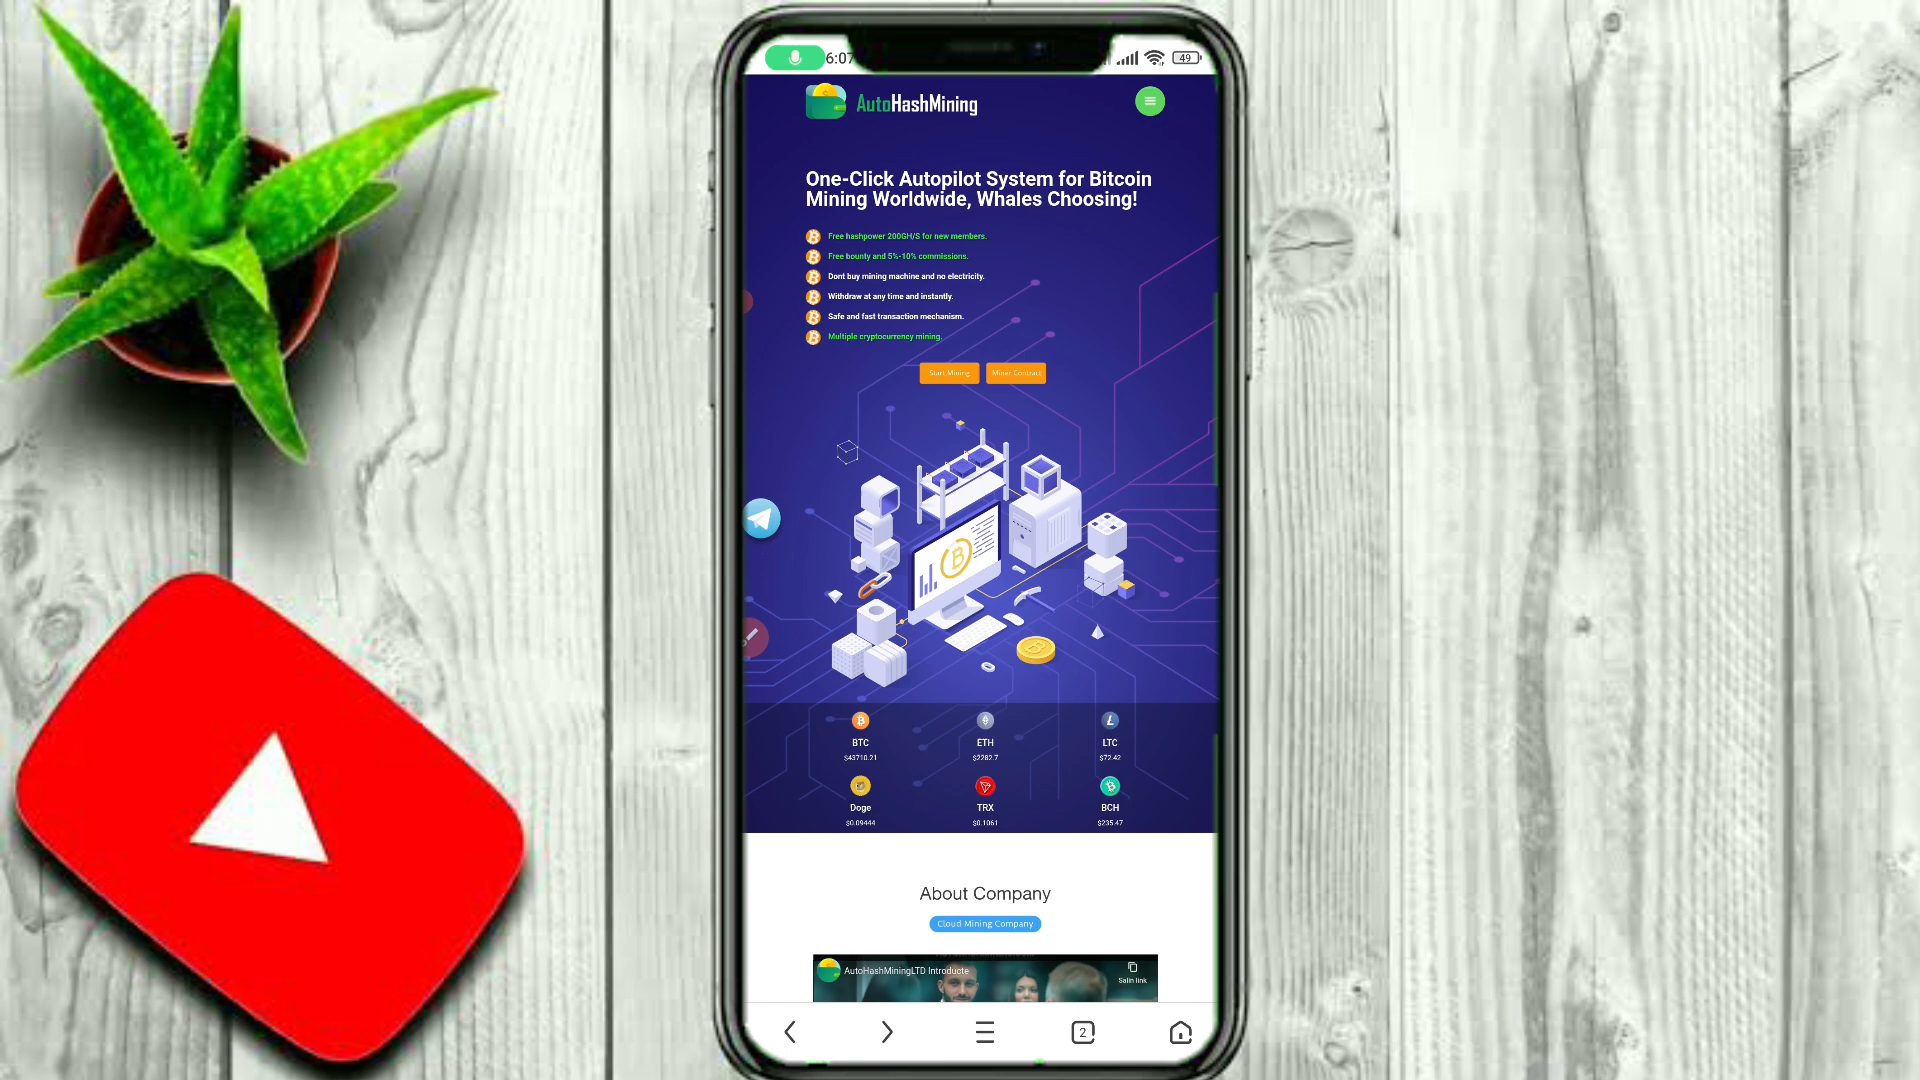 6:07
49
AutoHashMining
One-Click Autopilot System for Bitcoin
Mining Worldwide, Whales Choosing!
Free hashpower 200GH/S for new members.
Free bounty and 5%-10% commissions.
Dont buy mining machine and no electricity.
Withdraw at any time and instantly.
Safe and fast transaction mechanism.
Multiple cryptocurrency mining.
Start Mining Miner Contract
BTC ETH LTC
$43710.21 $2282.7 $72.42
Doge TRX BCH
$0.09444 $0.1061 $235.47
About Company
Cloud Mining Company
AutoHashMiningLTD Introducte
Salin link
2